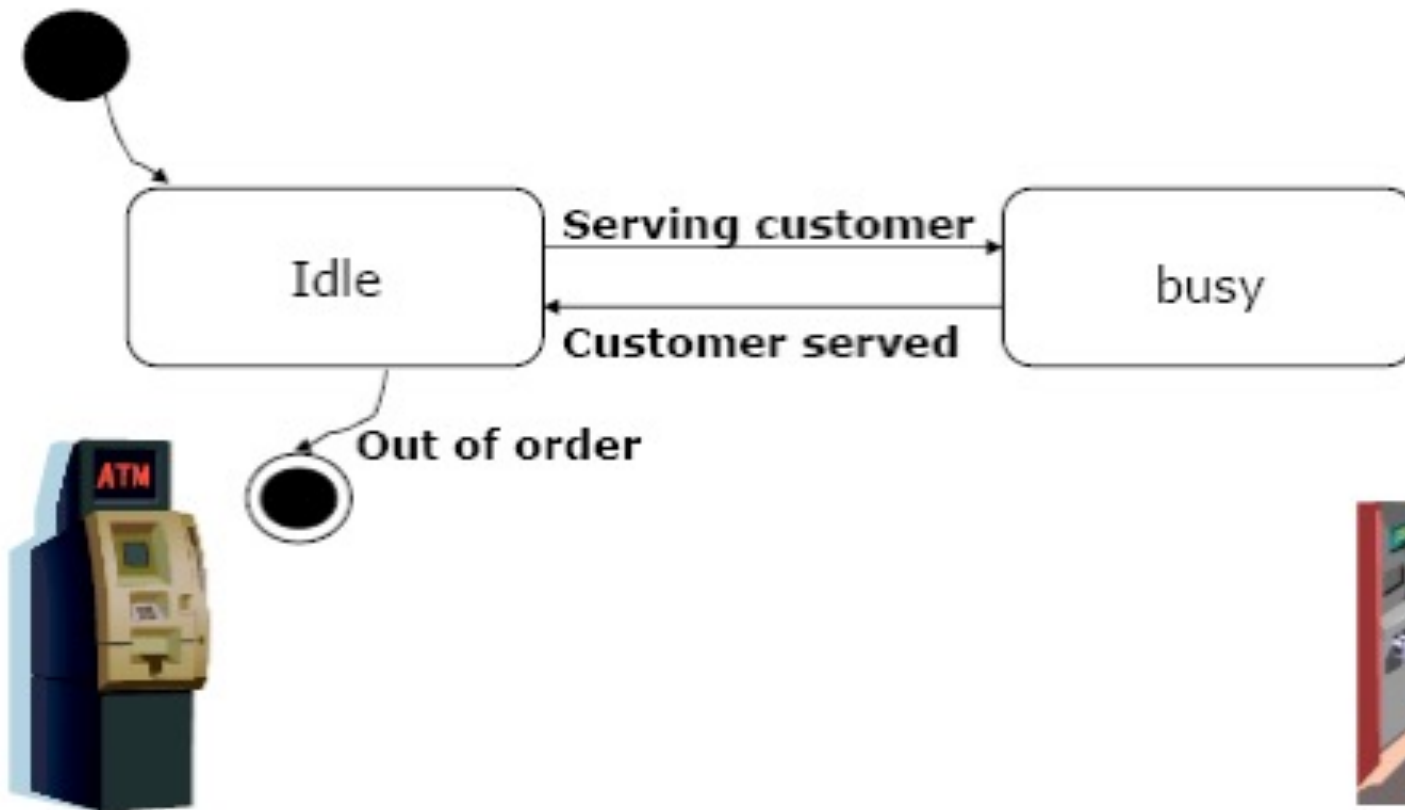 Serving customer
Idle
busy
Customer served
Out of order
ATM